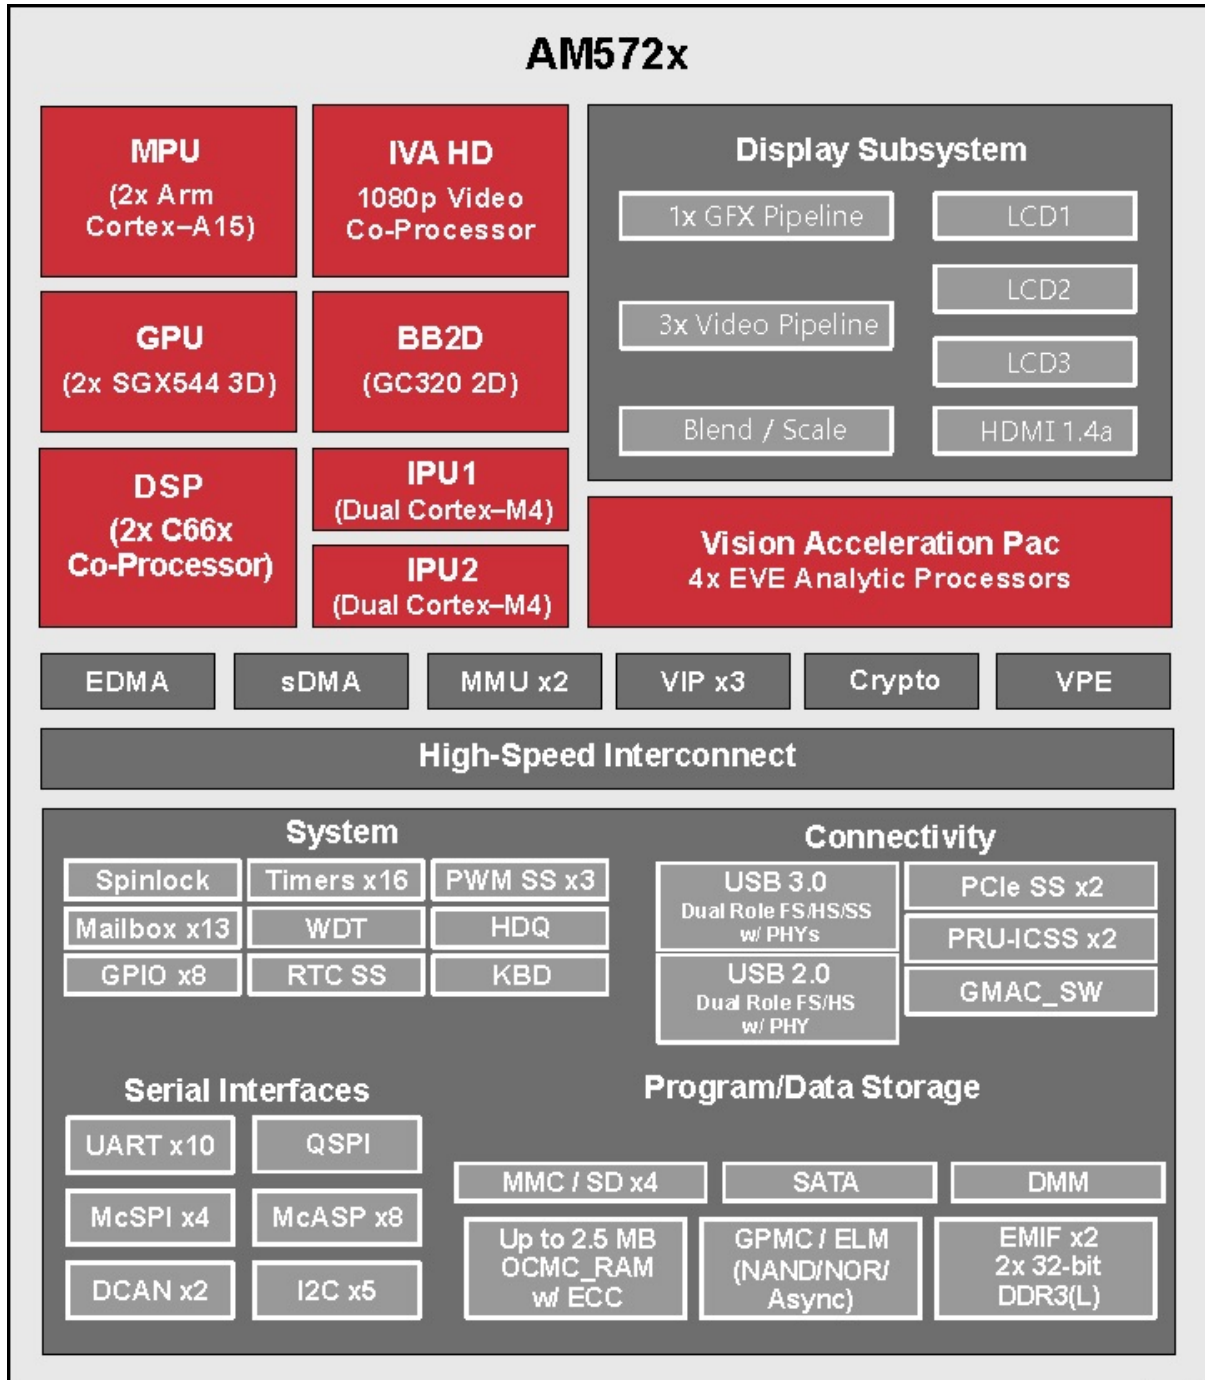 AM572x
MPU
(2x Arm
Cortex–A15)
IVA HD
1080p Video
Co-Processor
GPU
(2x SGX544 3D)
BB2D
(GC320 2D)
DSP
(2x C66x
Co-Processor)
IPU1
(Dual Cortex–M4)
IPU2
(Dual Cortex–M4)
Display Subsystem
1x GFX Pipeline
LCD1
LCD2
3x Video Pipeline
LCD3
Blend / Scale
HDMI 1.4a
Vision Acceleration Pac
4x EVE Analytic Processors
EDMA
sDMA
MMU x2
VIP x3
Crypto
VPE
High-Speed Interconnect
System
Spinlock
Timers x16
PWM SS x3
Mailbox x13
WDT
HDQ
GPIO x8
RTC SS
KBD
Connectivity
USB 3.0
Dual Role FS/HS/SS
w/ PHYs
USB 2.0
Dual Role FS/HS
w/ PHY
PCIe SS x2
PRU-ICSS x2
GMAC_SW
Serial Interfaces
UART x10
QSPI
McSPI x4
McASP x8
DCAN x2
I2C x5
Program/Data Storage
MMC / SD x4
SATA
DMM
Up to 2.5 MB
OCMC_RAM
w/ ECC
GPMC / ELM
(NAND/NOR/
Async)
EMIF x2
2x 32-bit
DDR3(L)